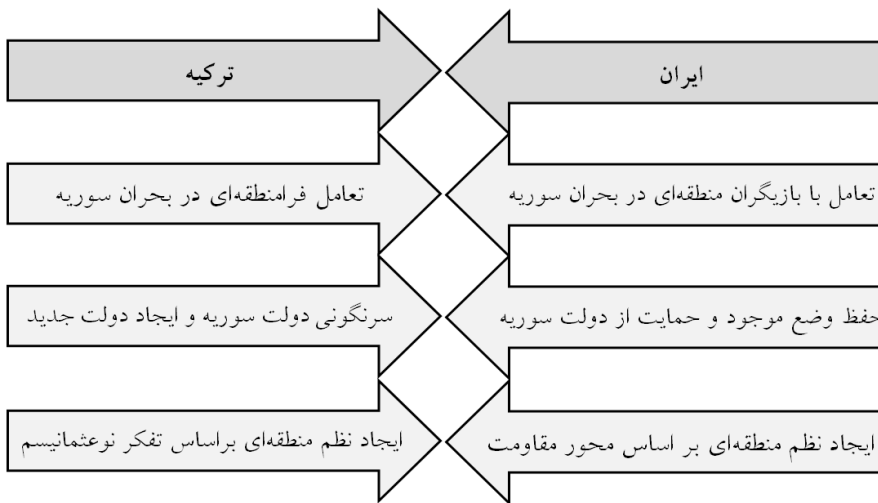 ایران
ترکیه
تعامل با بازیگران منطقه‌ای در بحران سوریه
تعامل فرامنطقه‌ای در بحران سوریه
حفظ وضع موجود و حمایت از دولت سوریه
سرنگونی دولت سوریه و ایجاد دولت جدید
ایجاد نظم منطقه‌ای بر اساس محور مقاومت
ایجاد نظم منطقه‌ای براساس تفکر نوعثمانیسم